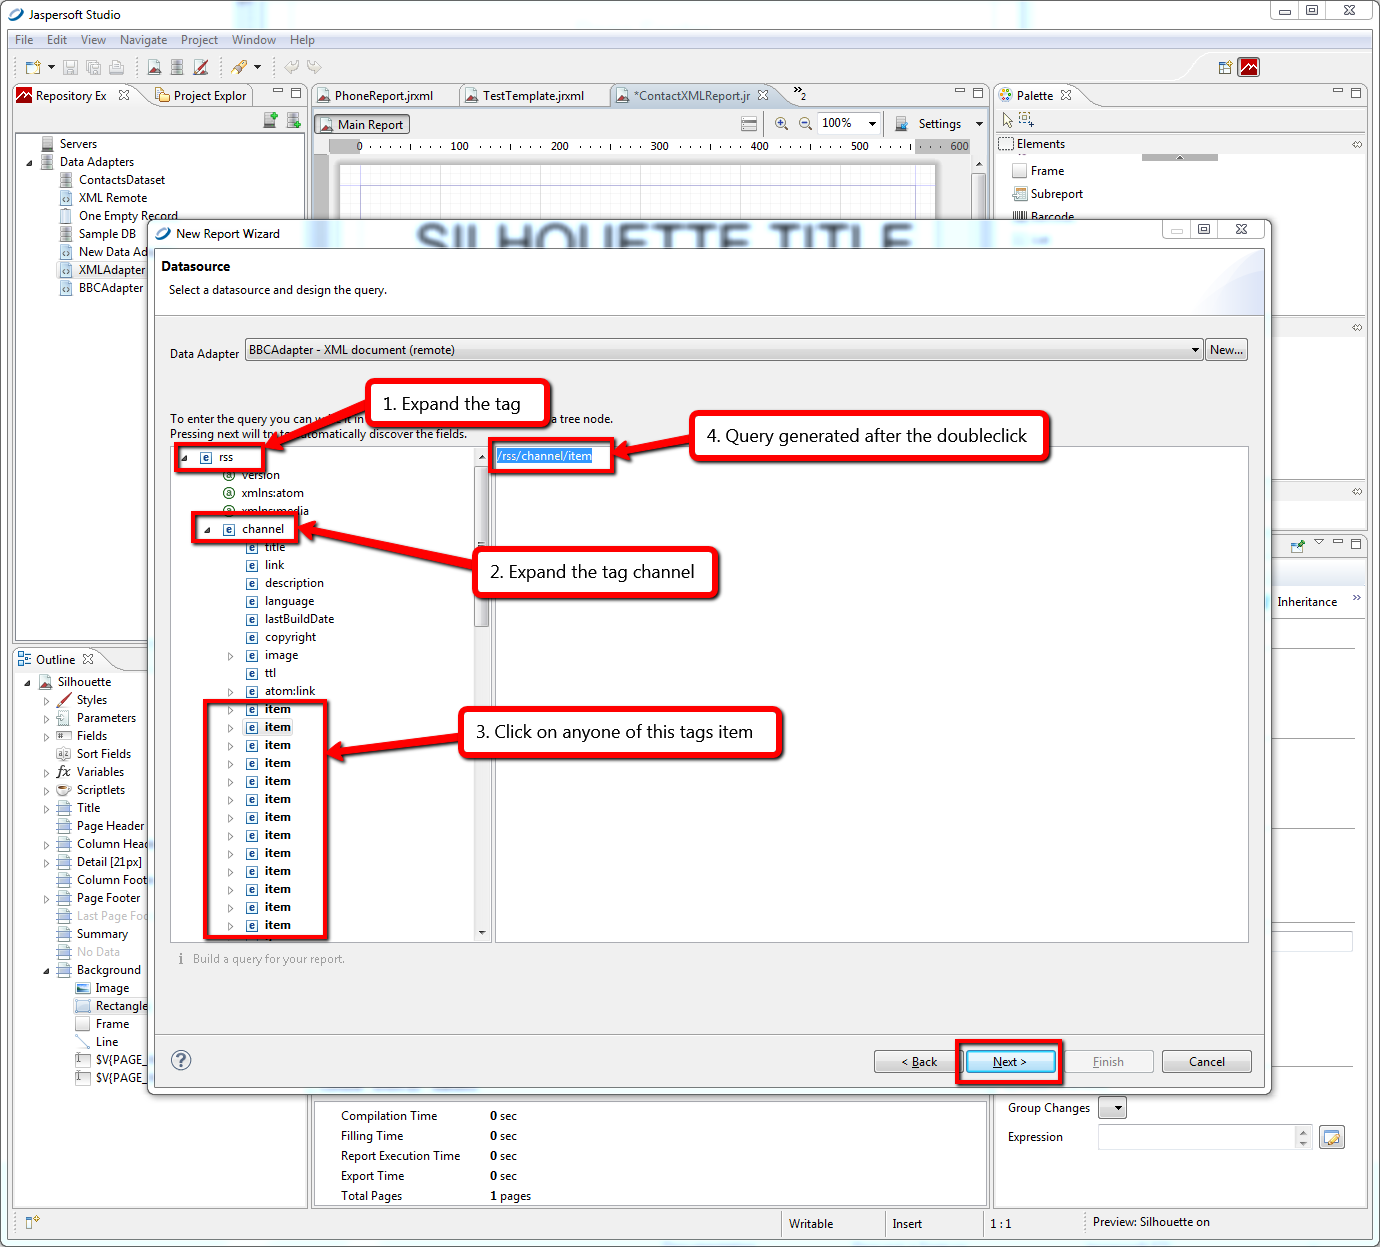 Jaspersoft Studio
File Edit View Navigate Project Window Help
Repository Ex
Project Explor
PhoneReport.jrxml
TestTemplate.jrxml
*ContactXMLReport.jr
2
Palette
Main Report
100%
Settings
0 100 200 300 400 500 600
Elements
Frame
Subreport
Barcode
Servers
Data Adapters
ContactsDataset
XML Remote
One Empty Record
Sample DB
New Data Ad
XMLAdapter
BBCAdapter
SILHOUETTE TITLE
New Report Wizard
Datasource
Select a datasource and design the query.
Data Adapter
BBCAdapter - XML document (remote)
New...
1. Expand the tag
To enter the query you can
it in
a tree node.
Pressing next will
automatically discover the fields.
4. Query generated after the doubleclick
/rss/channel/item
rss
version
xmlns:atom
xmlns:media
channel
title
link
description
language
lastBuildDate
copyright
image
ttl
atom:link
item
item
item
item
item
item
item
item
item
item
item
item
item
2. Expand the tag channel
3. Click on anyone of this tags item
Build a query for your report.
< Back
Next >
Finish
Cancel
Inheritance
Outline
Silhouette
Styles
Parameters
Fields
Sort Fields
Variables
Scriptlets
Title
Page Header
Column Head
Detail [21px]
Column Foot
Page Footer
Last Page Foo
Summary
No Data
Background
Image
Rectangle
Frame
Line
$V{PAGE_
$V{PAGE_
Compilation Time 0 sec
Filling Time 0 sec
Report Execution Time 0 sec
Export Time 0 sec
Total Pages 1 pages
Group Changes
Expression
Writable
Insert
1 : 1
Preview: Silhouette on